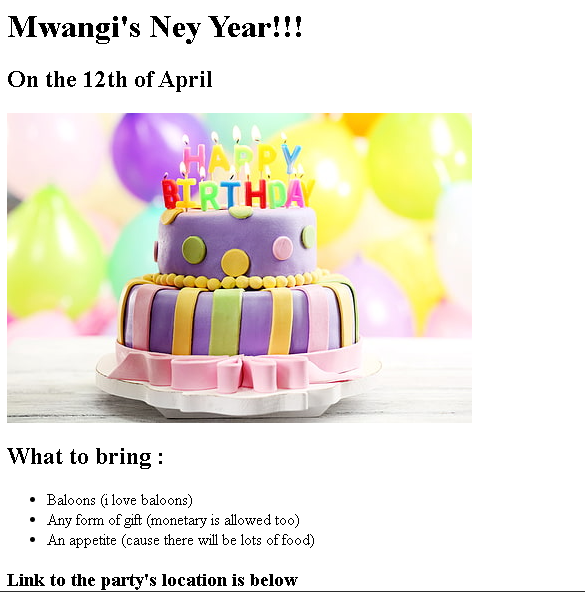 Mwangi's Ney Year!!!
On the 12th of April
HAPPY
BIRTHDAY
What to bring :
Baloons (i love baloons)
Any form of gift (monetary is allowed too)
An appetite (cause there will be lots of food)
Link to the party's location is below